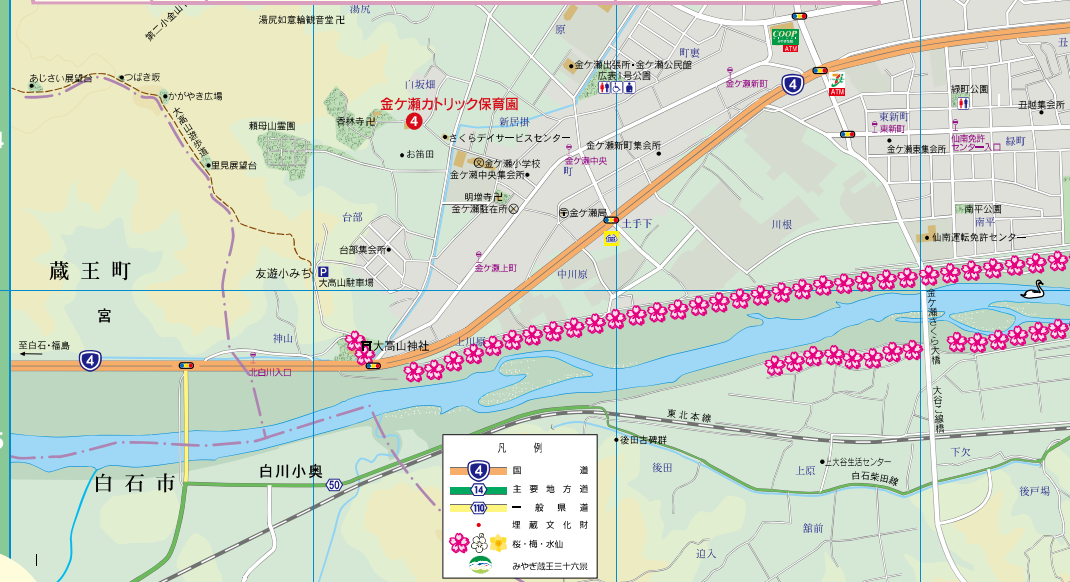 第二小金山
湯尻如意輪観音堂卍
湯尻
原
COOP
ATM
町東
金ケ瀬出張所・金ケ瀬公民館
広表1号公園
金ケ瀬新町
4
7
ATM
丑
あじさい展望台
つばき坂
かがやき広場
大高山遊歩道
里見展望台
頼母山霊園
白坂畑
金ケ瀬カトリック保育園
4
香林寺卍
新居掛
さくらデイサービスセンター
お笛田
金ケ瀬小学校
金ケ瀬中央集会所
金ケ瀬新町集会所
金ケ瀬中央
町
明増寺卍
金ケ瀬駐在所
金ケ瀬局
土手下
緑町公園
丑越集会所
東新町
東新町
仙南免許
センター入口
緑町
金ケ瀬東集会所
南平公園
南平
川根
仙南運転免許センター
台部
台部集会所
金ケ瀬上町
中川原
蔵王町
宮
友遊小みち
P
大高山駐車場
至白石・福島
4
神山
大高山神社
上川原
北白川入口
金ケ瀬さくら大橋
大谷こ線橋
東北本線
白石市
白川小奥
50
後田古碑群
後田
上原
上大谷生活センター
白石柴田線
下欠
後戸場
舘前
迫入
凡例
4 国道
14 主要地方道
110 一般県道
埋蔵文化財
桜・梅・水仙
みやぎ蔵王三十六景